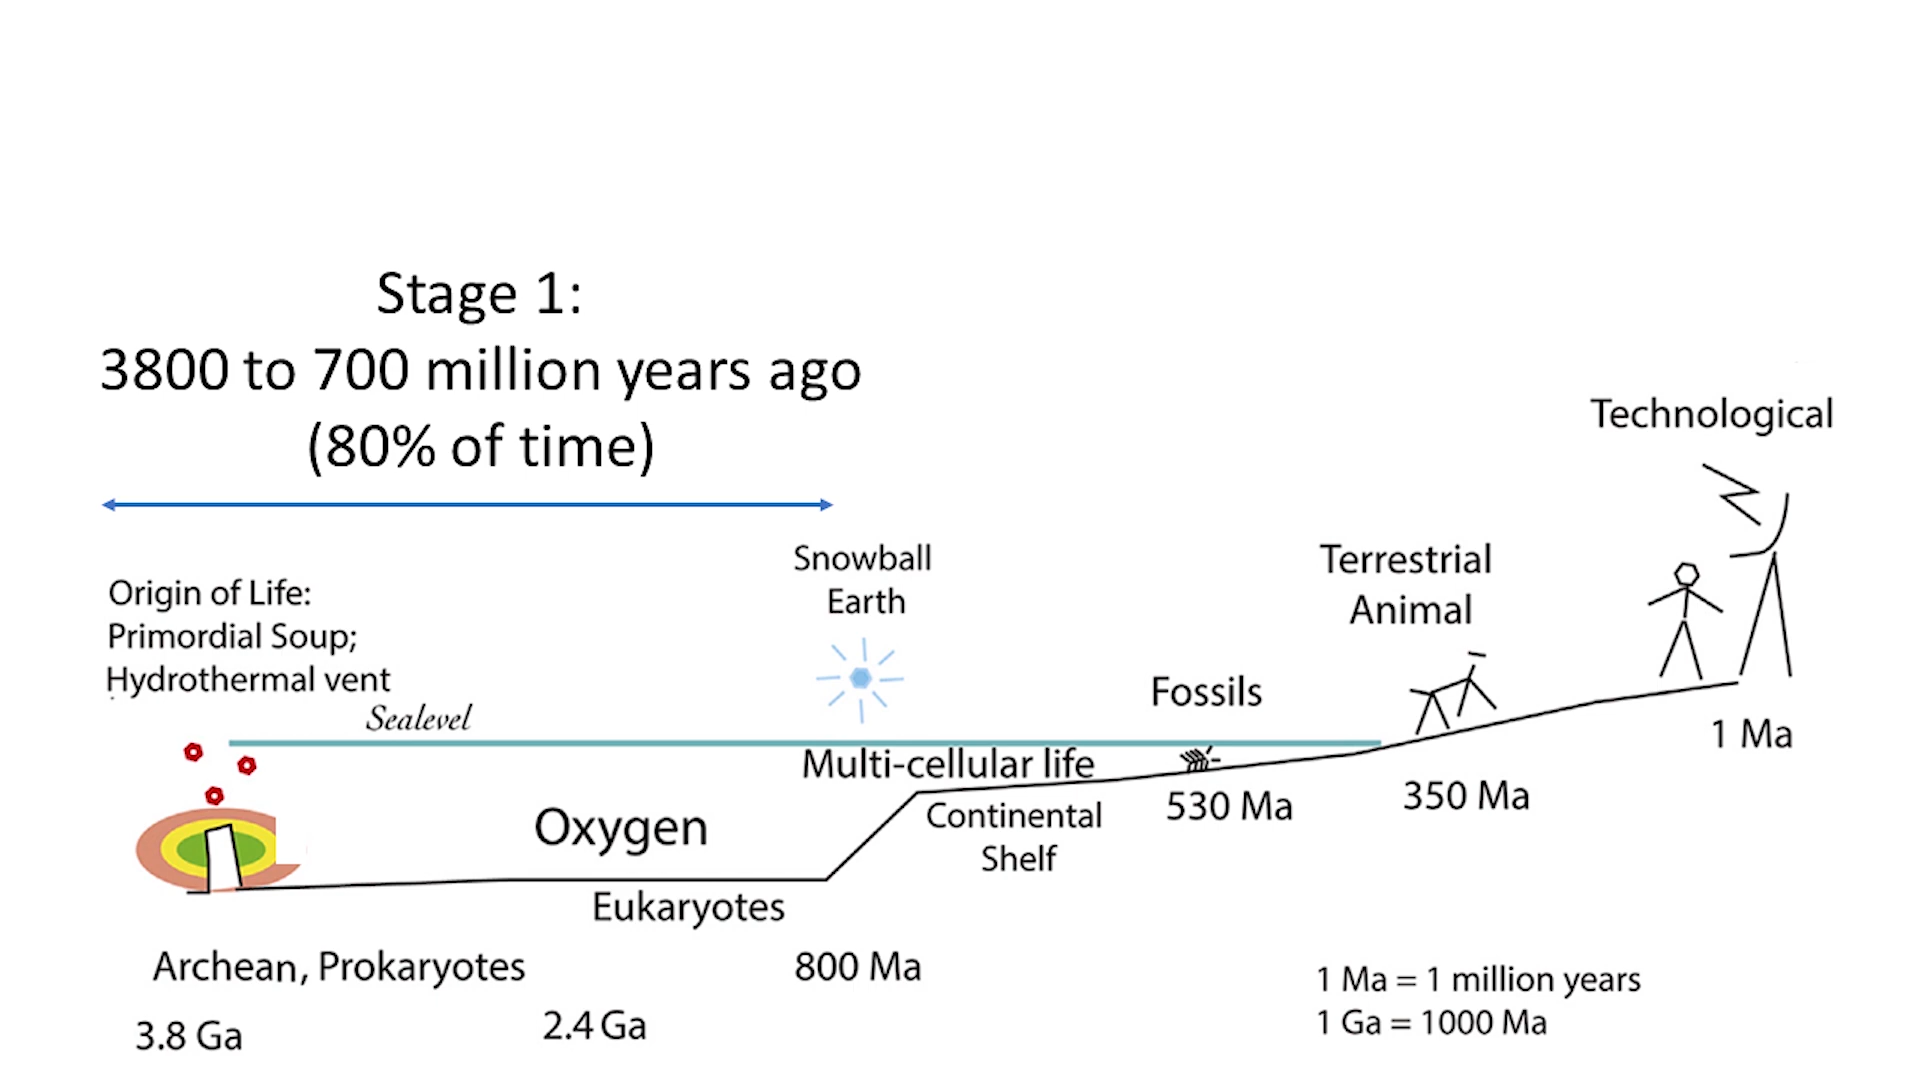 Stage 1:
3800 to 700 million years ago
(80% of time)
Technological
Snowball
Earth
Terrestrial
Animal
Origin of Life:
Primordial Soup;
Hydrothermal vent
Sealevel
Fossils
1 Ma
Multi-cellular life
530 Ma
350 Ma
Oxygen
Continental
Shelf
Eukaryotes
Archean, Prokaryotes
800 Ma
3.8 Ga
2.4 Ga
1 Ma = 1 million years
1 Ga = 1000 Ma